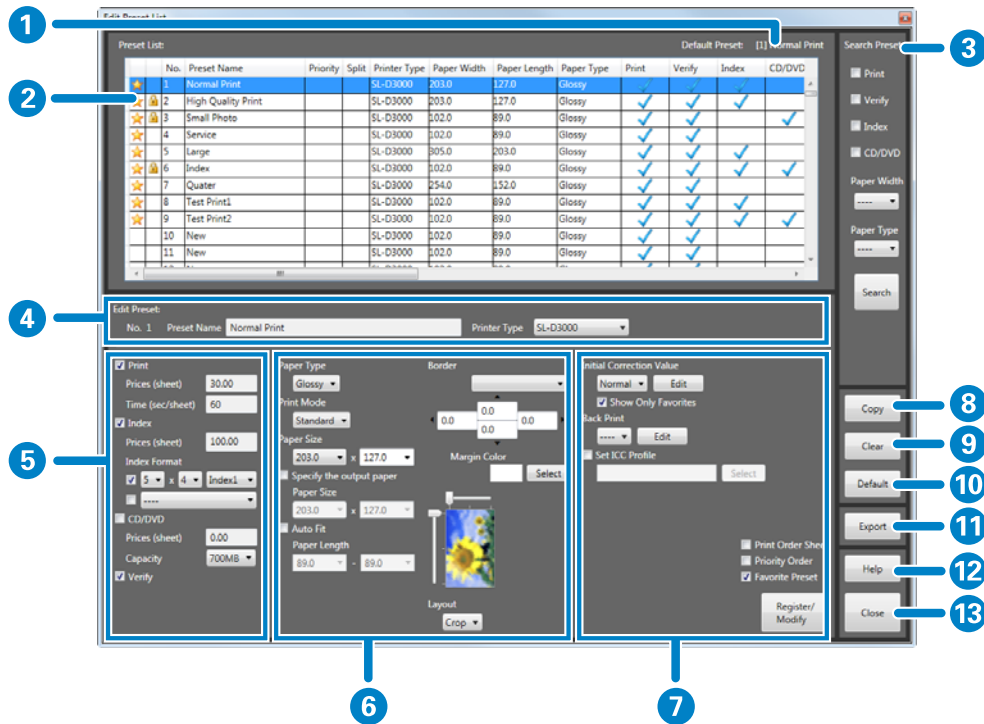 Edit Preset List
1
Preset List:
Default Preset: [1] Normal Print
Search Preset
3
No. Preset Name Priority Split Printer Type Paper Width Paper Length Paper Type Print Verify Index CD/DVD
1 Normal Print SL-D3000 203.0 127.0 Glossy
2
2 High Quality Print SL-D3000 203.0 127.0 Glossy
3 Small Photo SL-D3000 102.0 89.0 Glossy
4 Service SL-D3000 102.0 89.0 Glossy
5 Large SL-D3000 305.0 203.0 Glossy
6 Index SL-D3000 102.0 89.0 Glossy
7 Quater SL-D3000 254.0 152.0 Glossy
8 Test Print1 SL-D3000 102.0 89.0 Glossy
9 Test Print2 SL-D3000 102.0 89.0 Glossy
10 New SL-D3000 102.0 89.0 Glossy
11 New SL-D3000 102.0 89.0 Glossy
Print
Verify
Index
CD/DVD
Paper Width
----
Paper Type
----
Search
4
Edit Preset:
No. 1 Preset Name Normal Print Printer Type SL-D3000
5
Print
Prices (sheet) 30.00
Time (sec/sheet) 60
Index
Prices (sheet) 100.00
Index Format
5 x 4 Index1
----
CD/DVD
Prices (sheet) 0.00
Capacity 700MB
Verify
Paper Type
Glossy
Print Mode
Standard
Paper Size
203.0 x 127.0
Specify the output paper
Paper Size
203.0 x 127.0
Auto Fit
Paper Length
89.0 - 89.0
Border
0.0
0.0 0.0
0.0
Margin Color
Select
Layout
Crop
6
Initial Correction Value
Normal Edit
Show Only Favorites
Back Print
---- Edit
Set ICC Profile
Select
Print Order Shee
Priority Order
Favorite Preset
Register/
Modify
7
Copy 8
Clear 9
Default 10
Export 11
Help 12
Close 13